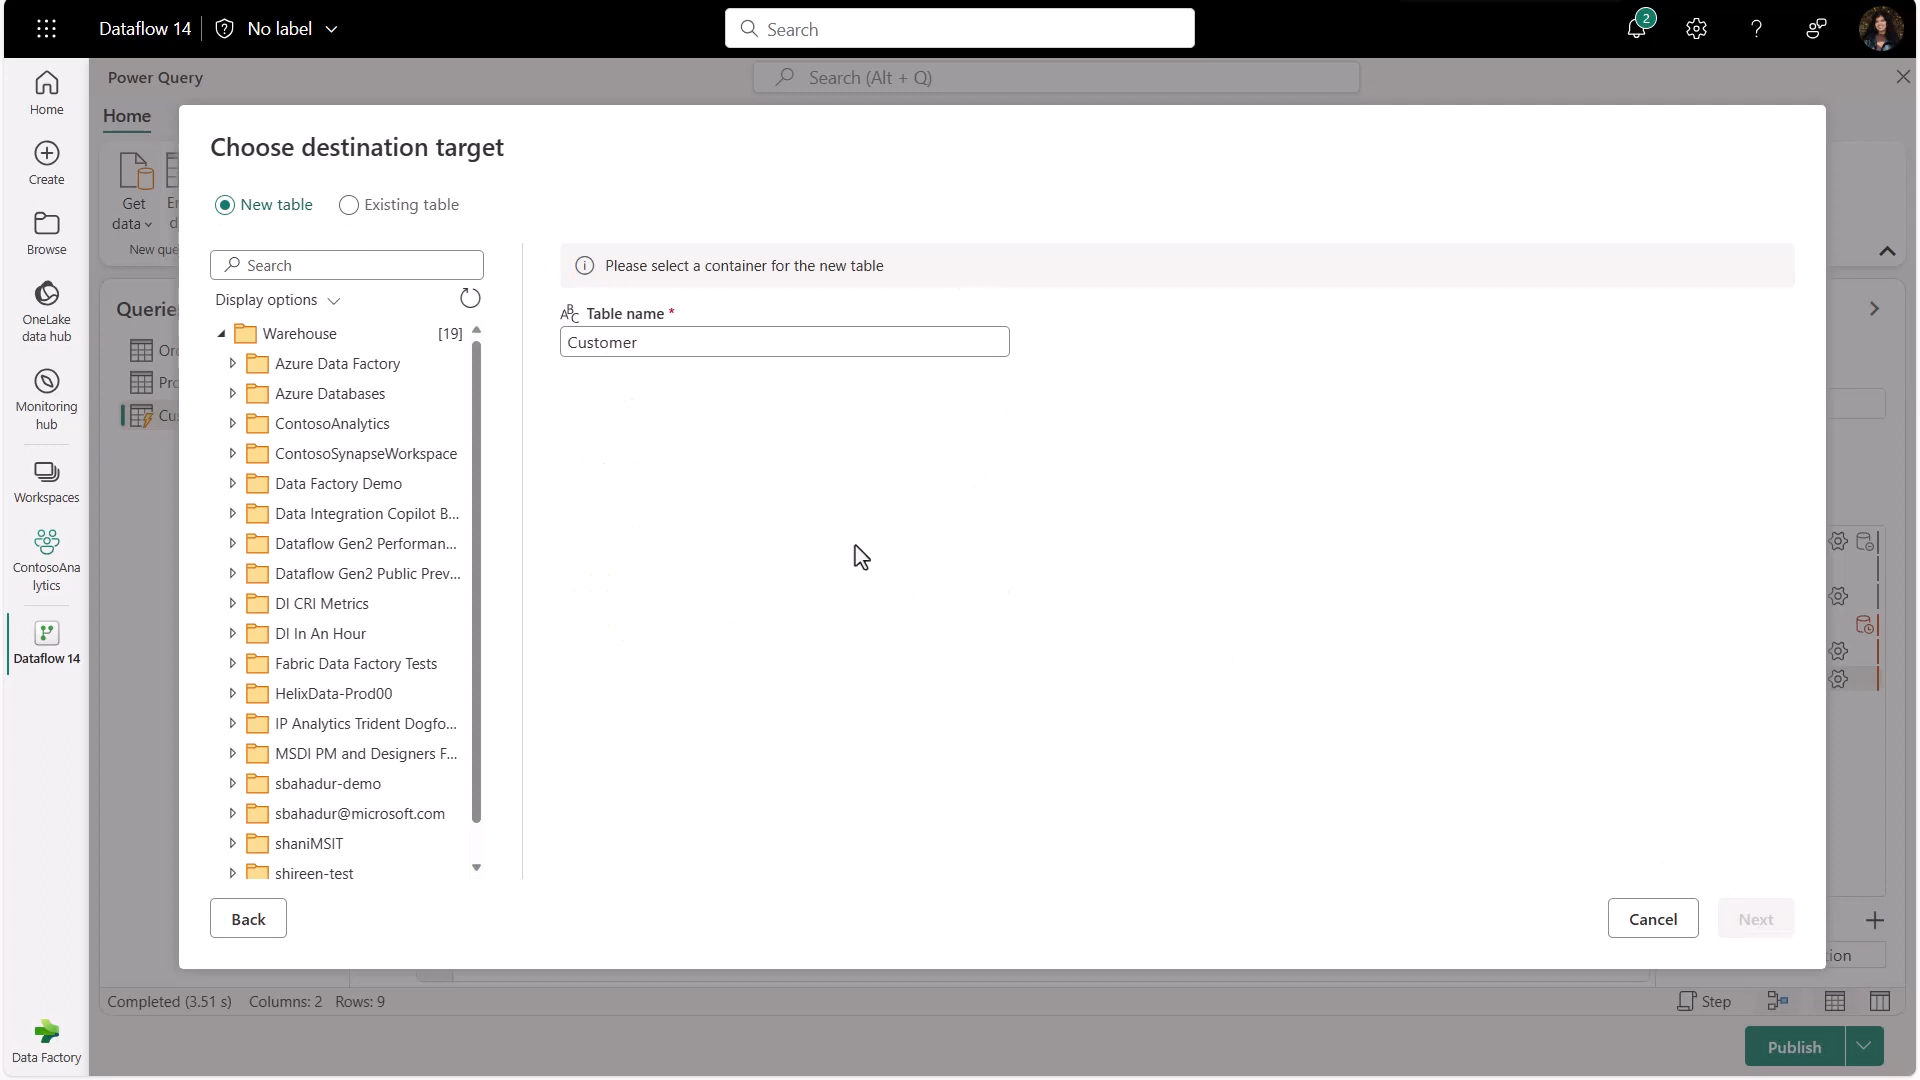 Dataflow 14
No label
Search
2
?
Home
Create
Browse
OneLake
data hub
Monitoring
hub
Workspaces
ContosoAna
lytics
Dataflow 14
Data Factory
Power Query
Search (Alt + Q)
Home
Get
data
New que
Querie
Completed (3.51 s) Columns: 2 Rows: 9
Step
Publish
Choose destination target
New table
Existing table
Search
Display options
Warehouse [19]
Azure Data Factory
Azure Databases
ContosoAnalytics
ContosoSynapseWorkspace
Data Factory Demo
Data Integration Copilot B...
Dataflow Gen2 Performan...
Dataflow Gen2 Public Prev...
DI CRI Metrics
DI In An Hour
Fabric Data Factory Tests
HelixData-Prod00
IP Analytics Trident Dogfo...
MSDI PM and Designers F...
sbahadur-demo
sbahadur@microsoft.com
shaniMSIT
shireen-test
Please select a container for the new table
ABC Table name *
Customer
Back
Cancel
Next